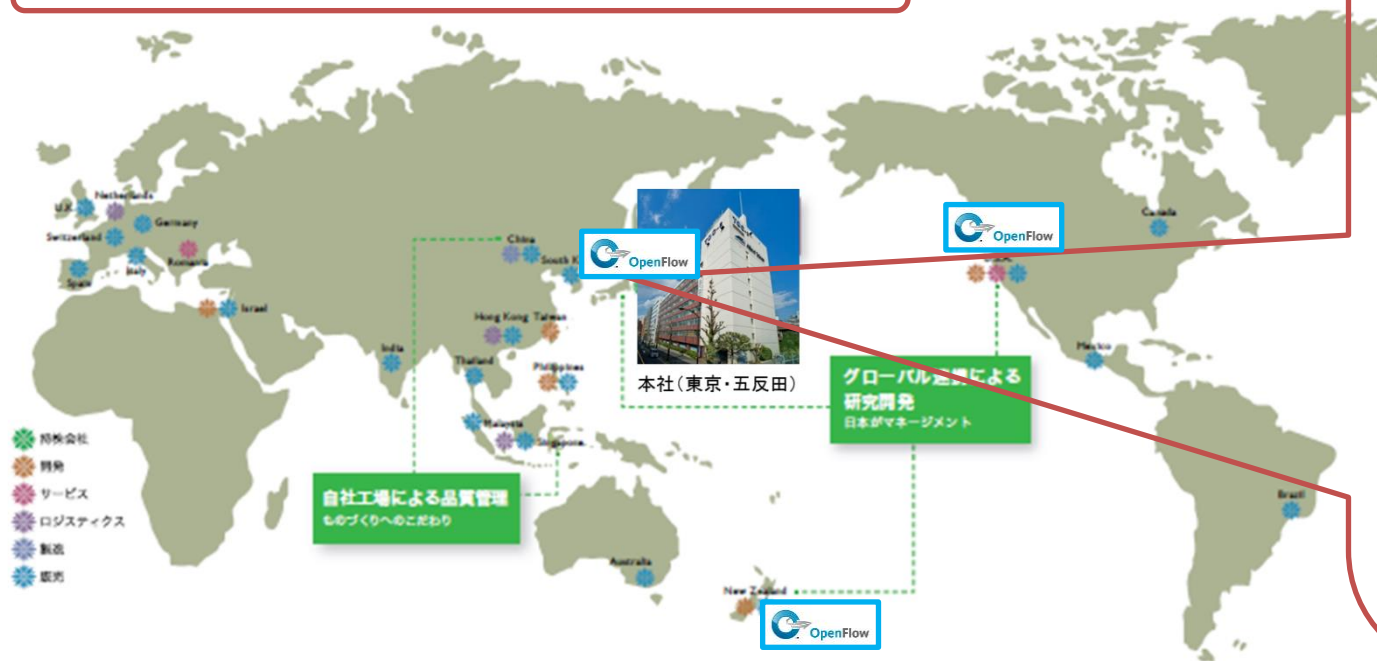 Netherlands
U.K
Germany
Switzerland
Romania
Italy
Spain
Israel
China
South K
OpenFlow
OpenFlow
U.S.A.
Canada
Hong Kong
Taiwan
India
Thailand
Philippines
Mexico
本社(東京・五反田)
グローバル連携による
研究開発
日本がマネージメント
Malaysia
Singapore
持株会社
開発
サービス
ロジスティクス
製造
販売
自社工場による品質管理
ものづくりへのこだわり
Brazil
Australia
New Zealand
OpenFlow